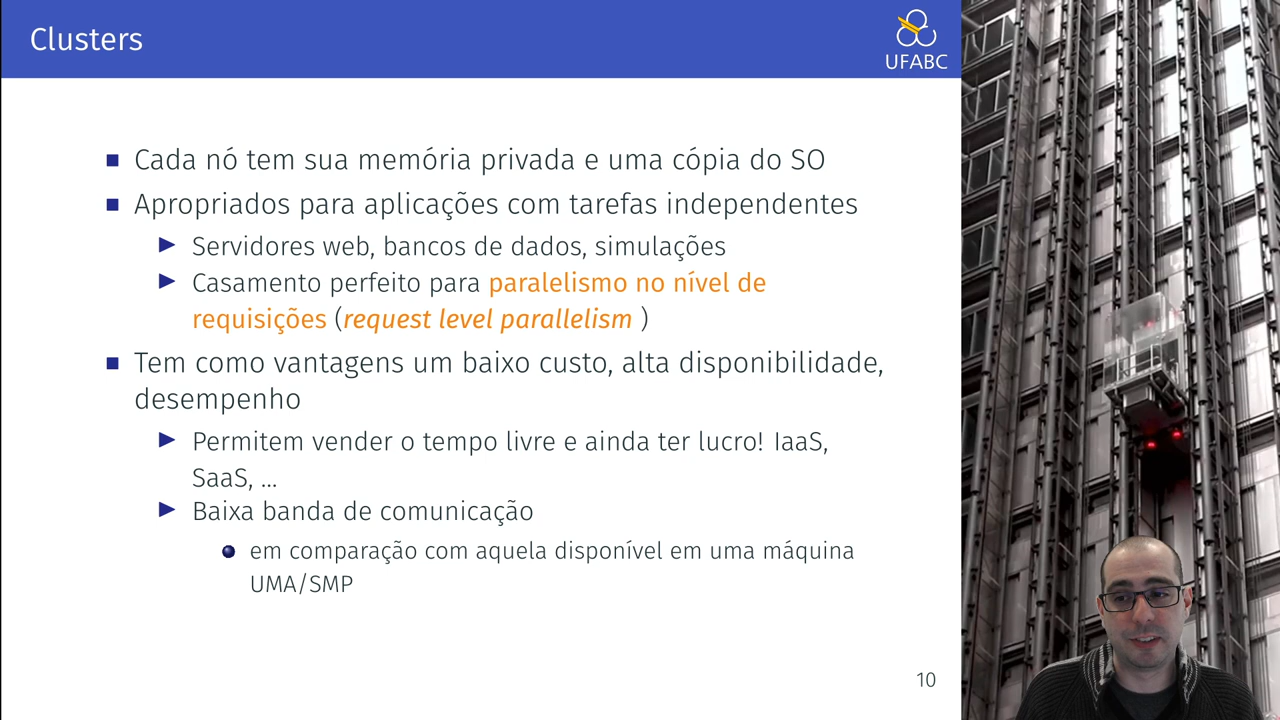 Clusters
UFABC
Cada nó tem sua memória privada e uma cópia do SO
Apropriados para aplicações com tarefas independentes
Servidores web, bancos de dados, simulações
Casamento perfeito para paralelismo no nível de
requisições (request level parallelism )
Tem como vantagens um baixo custo, alta disponibilidade,
desempenho
Permitem vender o tempo livre e ainda ter lucro! IaaS,
SaaS, ...
Baixa banda de comunicação
em comparação com aquela disponível em uma máquina
UMA/SMP
10